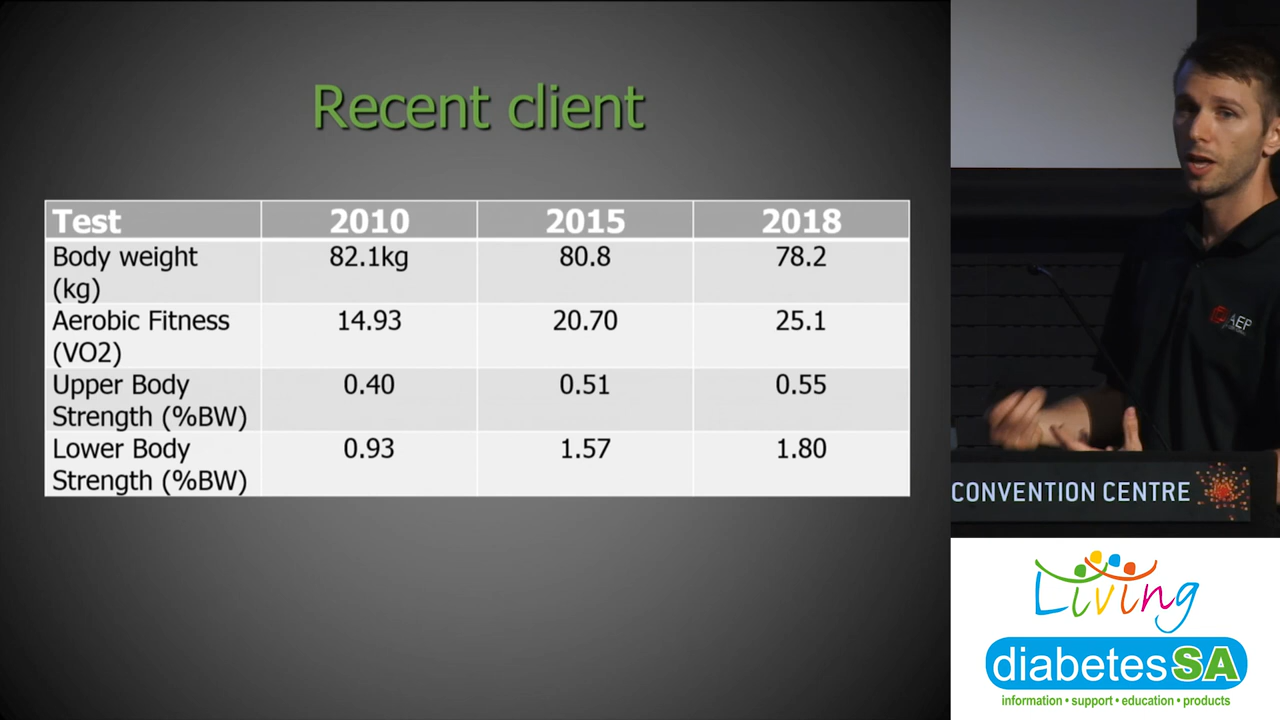 Recent client
Test 2010 2015 2018
Body weight 82.1kg 80.8 78.2
(kg)
Aerobic Fitness 14.93 20.70 25.1
(VO2)
Upper Body 0.40 0.51 0.55
Strength (%BW)
Lower Body 0.93 1.57 1.80
Strength (%BW)
AEP
CONVENTION CENTRE
Living
diabetesSA
information • support • education • products